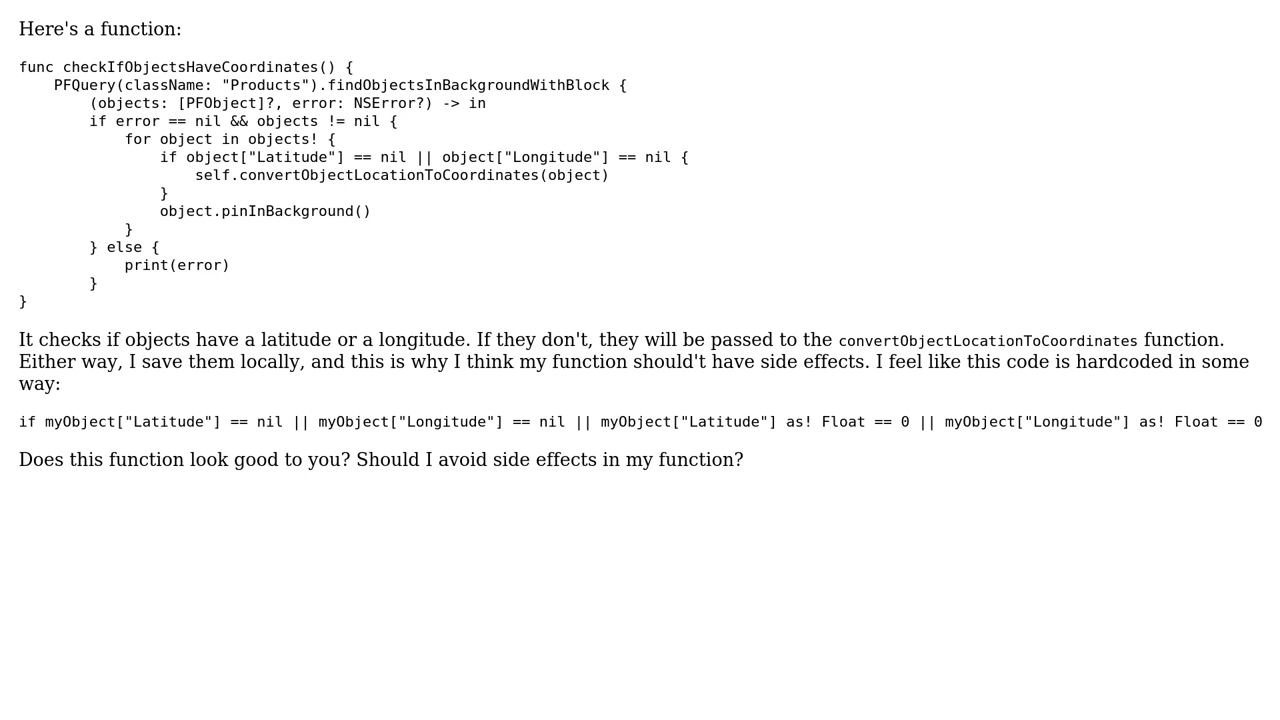 Here's a function:
func checkIfObjectsHaveCoordinates() {
    PFQuery(className: "Products").findObjectsInBackgroundWithBlock {
        (objects: [PFObject]?, error: NSError?) -> in
        if error == nil && objects != nil {
            for object in objects! {
                if object["Latitude"] == nil || object["Longitude"] == nil {
                    self.convertObjectLocationToCoordinates(object)
                }
                object.pinInBackground()
            }
        } else {
            print(error)
        }
}
It checks if objects have a latitude or a longitude. If they don't, they will be passed to the convertObjectLocationToCoordinates function.
Either way, I save them locally, and this is why I think my function should't have side effects. I feel like this code is hardcoded in some
way:
if myObject["Latitude"] == nil || myObject["Longitude"] == nil || myObject["Latitude"] as! Float == 0 || myObject["Longitude"] as! Float == 0
Does this function look good to you? Should I avoid side effects in my function?